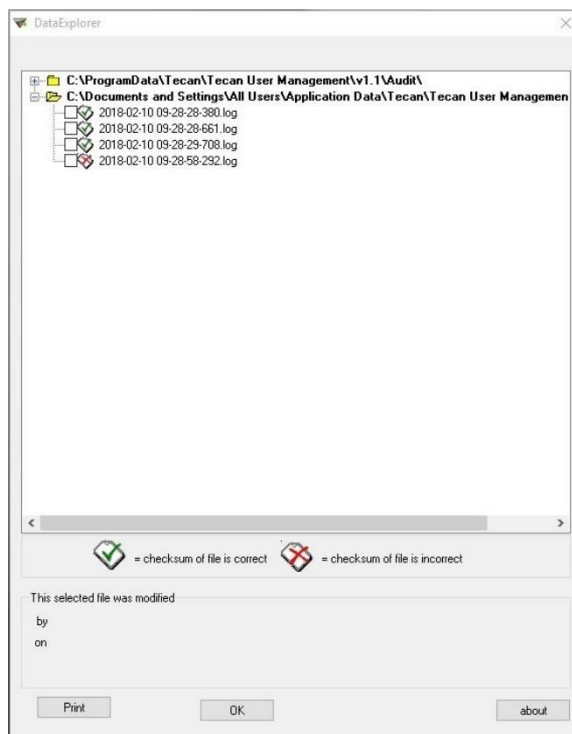 DataExplorer
C:\ProgramData\Tecan\Tecan User Management\v1.1\Audit\
C:\Documents and Settings\All Users\Application Data\Tecan\Tecan User Managemen
2018-02-10 09-28-28-380.log
2018-02-10 09-28-28-661.log
2018-02-10 09-28-29-708.log
2018-02-10 09-28-58-292.log
= checksum of file is correct = checksum of file is incorrect
This selected file was modified
by
on
Print OK about